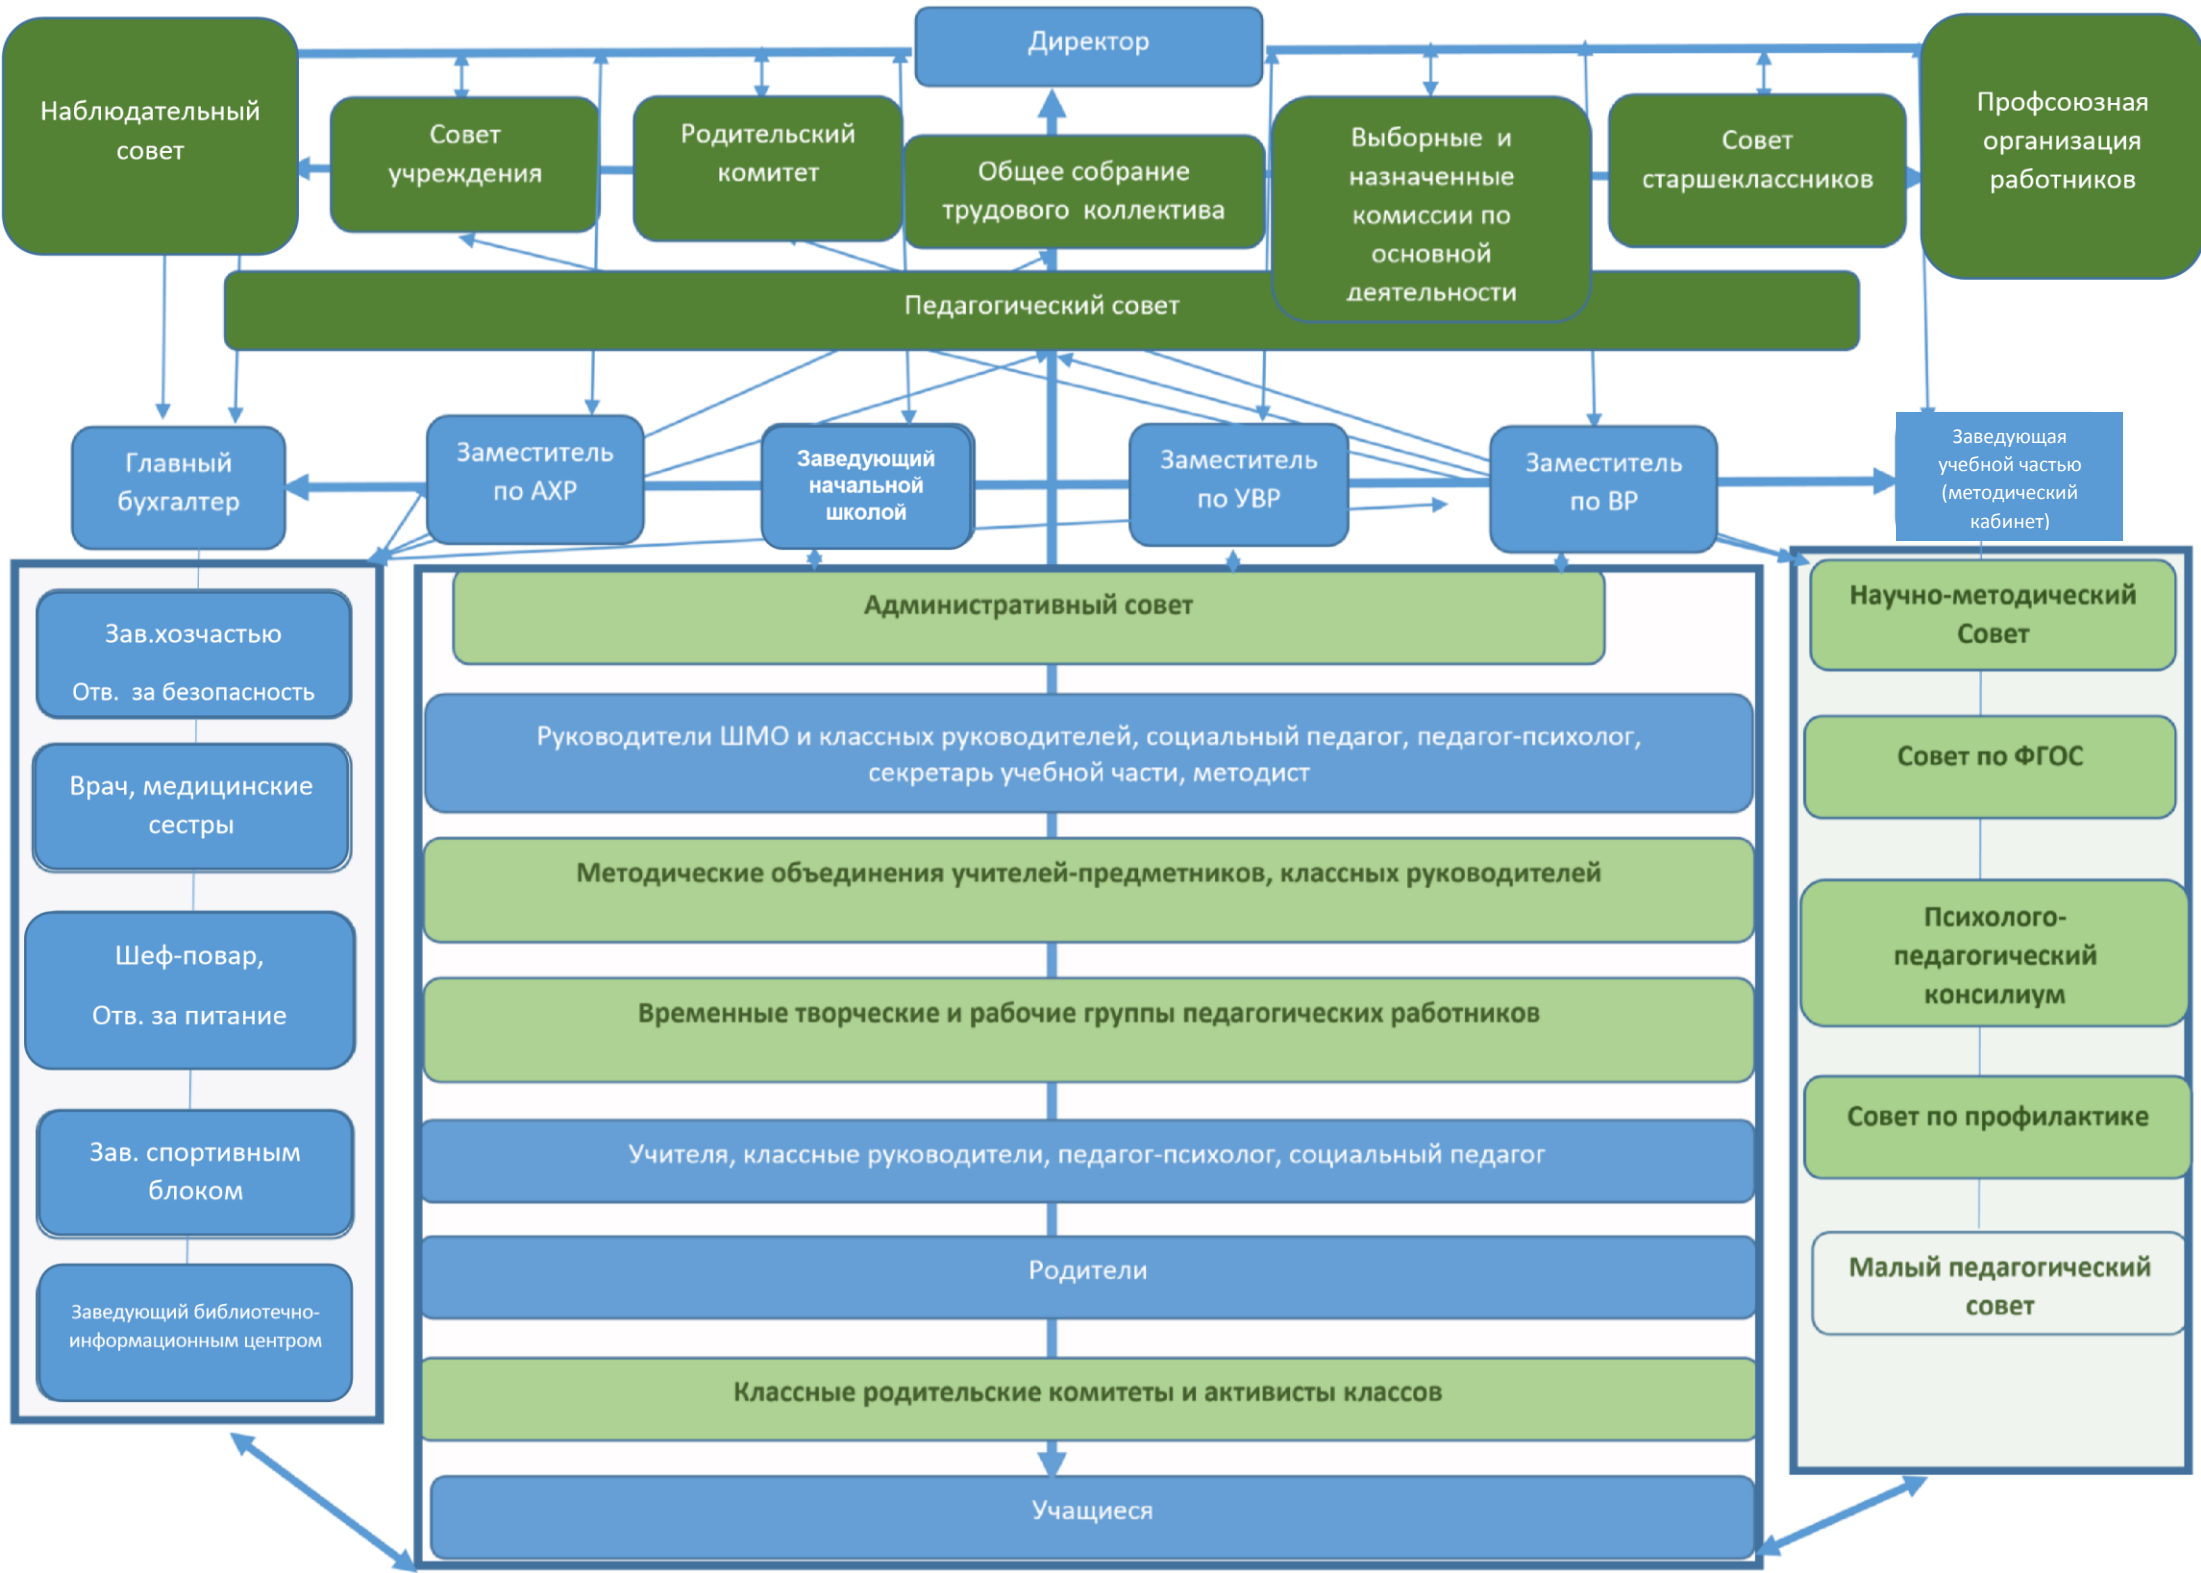 Директор
Наблюдательный
совет
Совет
учреждения
Родительский
комитет
Общее собрание
трудового коллектива
Выборные и
назначенные
комиссии по
основной
деятельности
Совет
старшеклассников
Профсоюзная
организация
работников
Педагогический совет
Главный
бухгалтер
Заместитель
по АХР
Заведующий
начальной
школой
Заместитель
по УВР
Заместитель
по ВР
Заведующая
учебной частью
(методический
кабинет)
Зав.хозчастью
Отв. за безопасность
Врач, медицинские
сестры
Шеф-повар,
Отв. за питание
Зав. спортивным
блоком
Заведующий библиотечно-
информационным центром
Административный совет
Руководители ШМО и классных руководителей, социальный педагог, педагог-психолог,
секретарь учебной части, методист
Методические объединения учителей-предметников, классных руководителей
Временные творческие и рабочие группы педагогических работников
Учителя, классные руководители, педагог-психолог, социальный педагог
Родители
Классные родительские комитеты и активисты классов
Учащиеся
Научно-методический
Совет
Совет по ФГОС
Психолого-
педагогический
консилиум
Совет по профилактике
Малый педагогический
совет